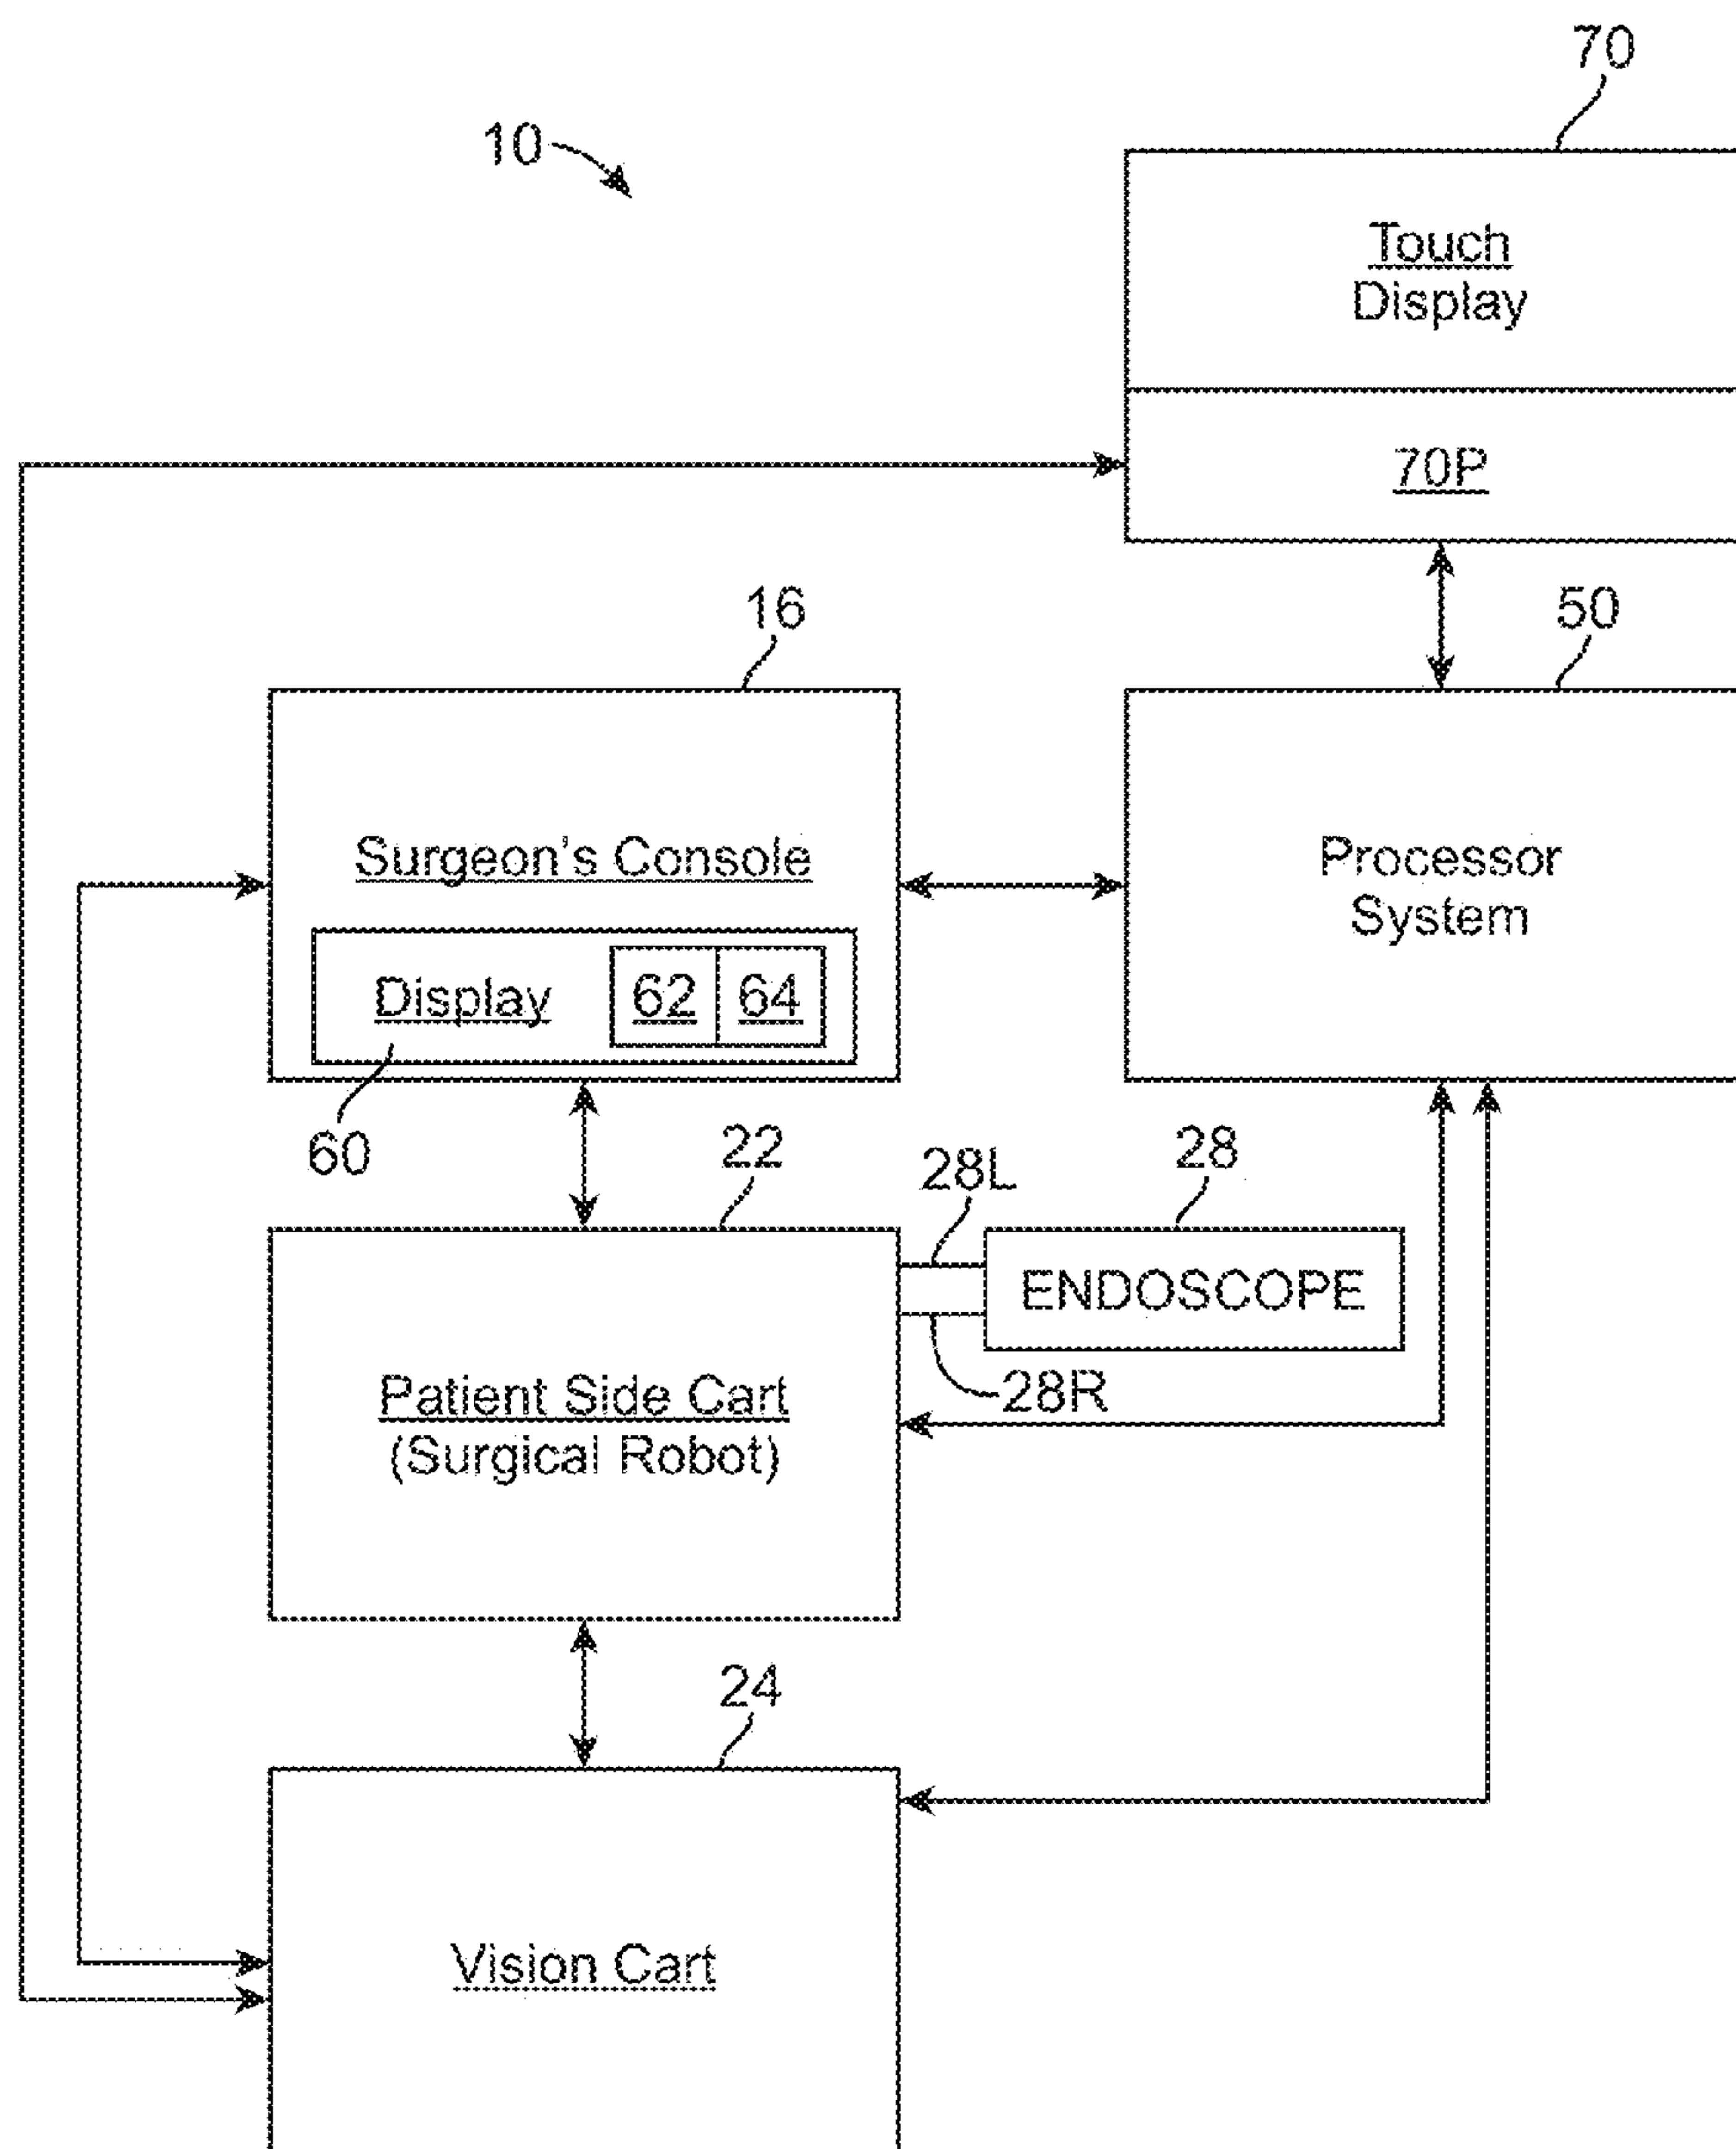 70
10
Touch
Display
70P
16
50
Surgeon's Console
Processor
System
Display 62 64
60
22
28L
28
ENDOSCOPE
28R
Patient Side Cart
(Surgical Robot)
24
Vision Cart